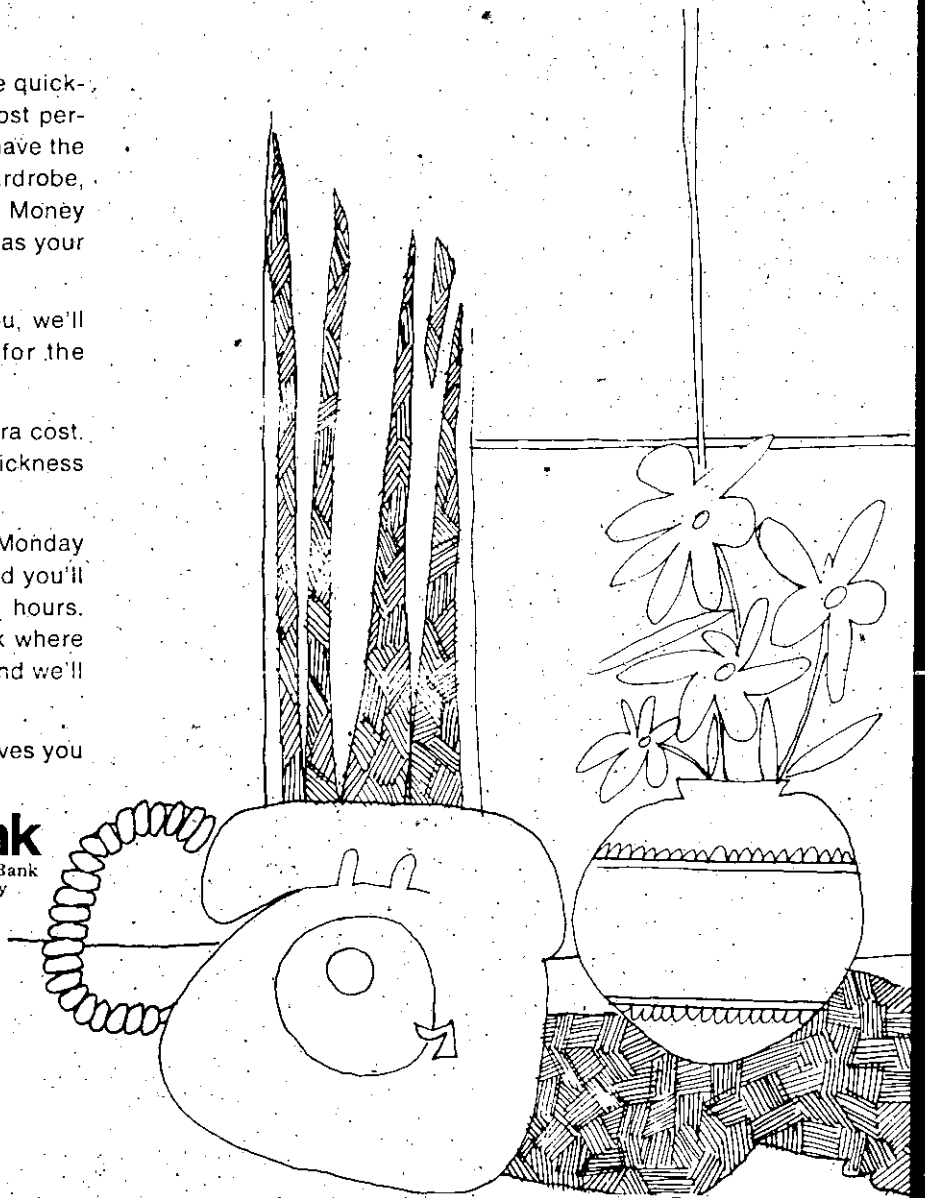 e quick-
ost per-
have the
rdrobe,
Money
as your
u, we'll
for the
ra cost.
ickness
Monday
d you'll
hours.
k where
nd we'll
ves you
ak
Bank
y